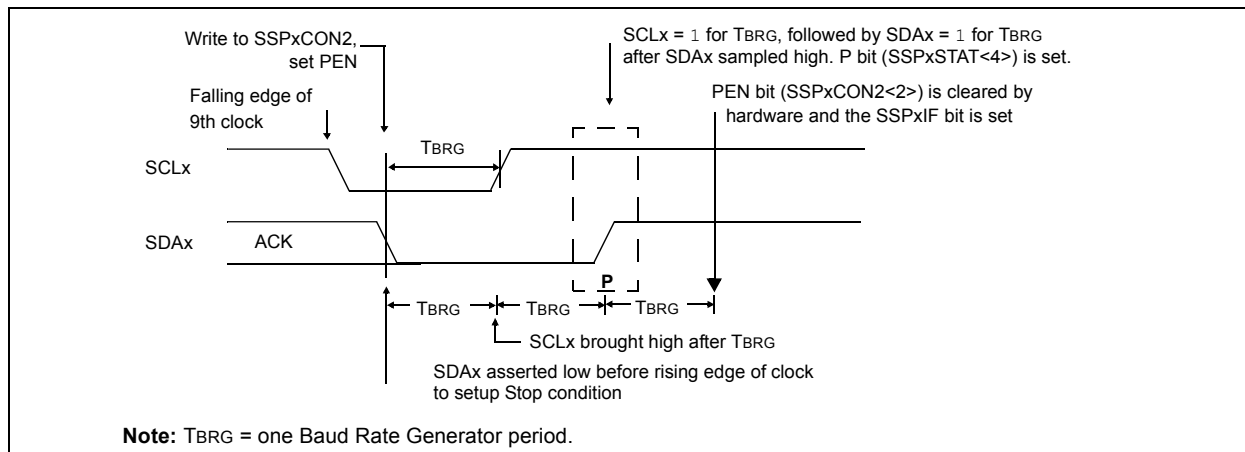 Write to SSPxCON2,
set PEN
SCLx = 1 for TBRG, followed by SDAx = 1 for TBRG
after SDAx sampled high. P bit (SSPxSTAT<4>) is set.
Falling edge of
9th clock
PEN bit (SSPxCON2<2>) is cleared by
hardware and the SSPxIF bit is set
TBRG
SCLx
SDAx
ACK
P
TBRG
TBRG
TBRG
SCLx brought high after TBRG
SDAx asserted low before rising edge of clock
to setup Stop condition
Note: TBRG = one Baud Rate Generator period.